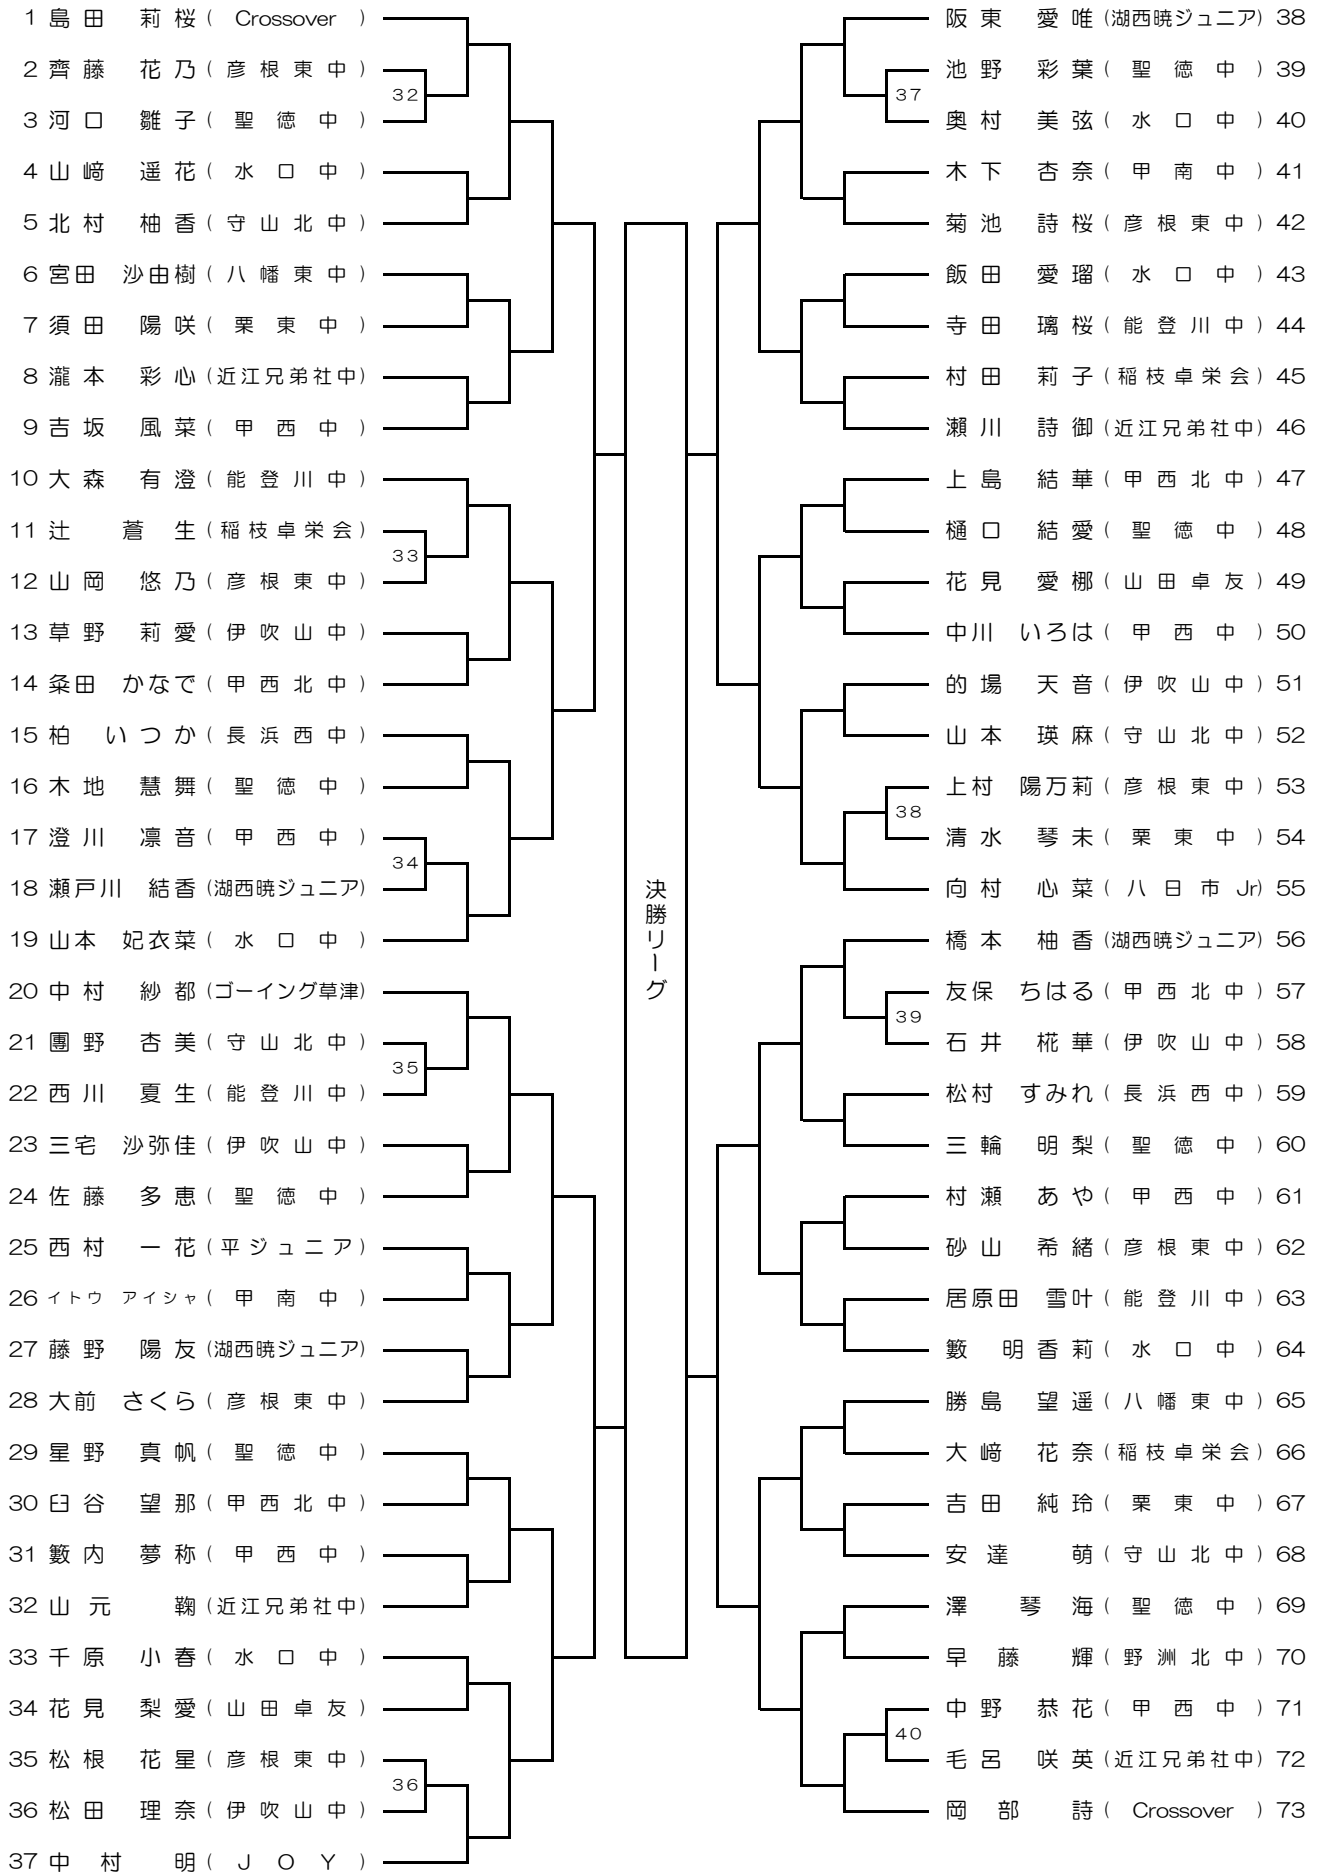 1 島田 莉桜 ( Crossover )
2 齊藤 花乃 ( 彦根東中 )
32
3 河口 雛子 ( 聖徳中 )
4 山﨑 遥花 ( 水口中 )
5 北村 柚香 ( 守山北中 )
6 宮田 沙由樹 ( 八幡東中 )
7 須田 陽咲 ( 栗東中 )
8 瀧本 彩心 (近江兄弟社中)
9 吉坂 風菜 ( 甲西中 )
10 大森 有澄 ( 能登川中 )
11 辻 蒼生 ( 稲枝卓栄会 )
33
12 山岡 悠乃 ( 彦根東中 )
13 草野 莉愛 ( 伊吹山中 )
14 粂田 かなで ( 甲西北中 )
15 柏 いつか ( 長浜西中 )
16 木地 慧舞 ( 聖徳中 )
17 澄川 凛音 ( 甲西中 )
34
18 瀬戸川 結香 (湖西暁ジュニア)
19 山本 妃衣菜 ( 水口中 )
20 中村 紗都 (ゴーイング草津)
21 團野 杏美 ( 守山北中 )
35
22 西川 夏生 ( 能登川中 )
23 三宅 沙弥佳 ( 伊吹山中 )
24 佐藤 多恵 ( 聖徳中 )
25 西村 一花 ( 平ジュニア )
26 イトウ アイシャ ( 甲南中 )
27 藤野 陽友 (湖西暁ジュニア)
28 大前 さくら ( 彦根東中 )
29 星野 真帆 ( 聖徳中 )
30 臼谷 望那 ( 甲西北中 )
31 籔内 夢称 ( 甲西中 )
32 山元 鞠 (近江兄弟社中)
33 千原 小春 ( 水口中 )
34 花見 梨愛 ( 山田卓友 )
35 松根 花星 ( 彦根東中 )
36
36 松田 理奈 ( 伊吹山中 )
37 中村 明 ( JOY )
決勝リーグ
阪東 愛唯 (湖西暁ジュニア) 38
池野 彩葉 ( 聖徳中 ) 39
37
奥村 美弦 ( 水口中 ) 40
木下 杏奈 ( 甲南中 ) 41
菊池 詩桜 ( 彦根東中 ) 42
飯田 愛瑠 ( 水口中 ) 43
寺田 璃桜 ( 能登川中 ) 44
村田 莉子 ( 稲枝卓栄会 ) 45
瀬川 詩御 (近江兄弟社中) 46
上島 結華 ( 甲西北中 ) 47
樋口 結愛 ( 聖徳中 ) 48
花見 愛梛 ( 山田卓友 ) 49
中川 いろは ( 甲西中 ) 50
的場 天音 ( 伊吹山中 ) 51
山本 瑛麻 ( 守山北中 ) 52
上村 陽万莉 ( 彦根東中 ) 53
38
清水 琴未 ( 栗東中 ) 54
向村 心菜 ( 八日市Jr) 55
橋本 柚香 (湖西暁ジュニア) 56
友保 ちはる ( 甲西北中 ) 57
39
石井 椛華 ( 伊吹山中 ) 58
松村 すみれ ( 長浜西中 ) 59
三輪 明梨 ( 聖徳中 ) 60
村瀬 あや ( 甲西中 ) 61
砂山 希緒 ( 彦根東中 ) 62
居原田 雪叶 ( 能登川中 ) 63
籔 明香莉 ( 水口中 ) 64
勝島 望遥 ( 八幡東中 ) 65
大﨑 花奈 ( 稲枝卓栄会 ) 66
吉田 純玲 ( 栗東中 ) 67
安達 萌 ( 守山北中 ) 68
澤 琴海 ( 聖徳中 ) 69
早藤 輝 ( 野洲北中 ) 70
中野 恭花 ( 甲西中 ) 71
40
毛呂 咲英 (近江兄弟社中) 72
岡部 詩 ( Crossover ) 73